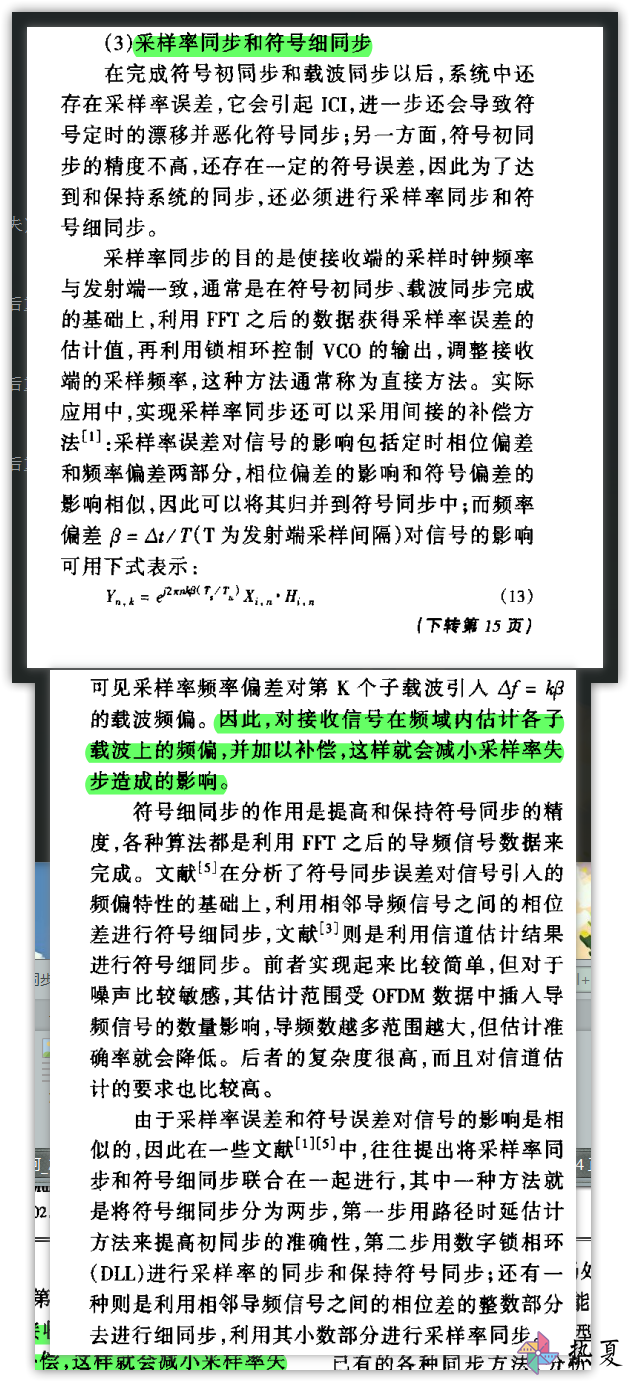 (3)采样率同步和符号细同步
在完成符号初同步和载波同步以后,系统中还
存在采样率误差,它会引起 ICI,进一步还会导致符
号定时的漂移并恶化符号同步;另一方面,符号初同
步的精度不高,还存在一定的符号误差,因此为了达
到和保持系统的同步,还必须进行采样率同步和符
号细同步。
采样率同步的目的是使接收端的采样时钟频率
与发射端一致,通常是在符号初同步、载波同步完成
的基础上,利用 FFT 之后的数据获得采样率误差的
估计值,再利用锁相环控制 VCO 的输出,调整接收
端的采样频率,这种方法通常称为直接方法。实际
应用中,实现采样率同步还可以采用间接的补偿方
法[1]:采样率误差对信号的影响包括定时相位偏差
和频率偏差两部分,相位偏差的影响和符号偏差的
影响相似,因此可以将其归并到符号同步中;而频率
偏差 β = Δt/T(T 为发射端采样间隔)对信号的影响
可用下式表示:
Yn,k = e^j2πnkβ(Ts/Tu) Xi,n·Hi,n (13)
(下转第 15 页)
可见采样率频率偏差对第 K 个子载波引入 Δf = kβ
的载波频偏。因此,对接收信号在频域内估计各子
载波上的频偏,并加以补偿,这样就会减小采样率失
步造成的影响。
符号细同步的作用是提高和保持符号同步的精
度,各种算法都是利用 FFT 之后的导频信号数据来
完成。文献[5]在分析了符号同步误差对信号引入的
频偏特性的基础上,利用相邻导频信号之间的相位
差进行符号细同步,文献[3]则是利用信道估计结果
进行符号细同步。前者实现起来比较简单,但对于
噪声比较敏感,其估计范围受 OFDM 数据中插入导
频信号的数量影响,导频数越多范围越大,但估计准
确率就会降低。后者的复杂度很高,而且对信道估
计的要求也比较高。
由于采样率误差和符号误差对信号的影响是相
似的,因此在一些文献[1][5]中,往往提出将采样率同
步和符号细同步联合在一起进行,其中一种方法就
是将符号细同步分为两步,第一步用路径时延估计
方法来提高初同步的准确性,第二步用数字锁相环
(DLL)进行采样率的同步和保持符号同步;还有一
种则是利用相邻导频信号之间的相位差的整数部分
去进行细同步,利用其小数部分进行采样率同步。
偿,这样就会减小采样率失
已有的各种同步方法
热夏